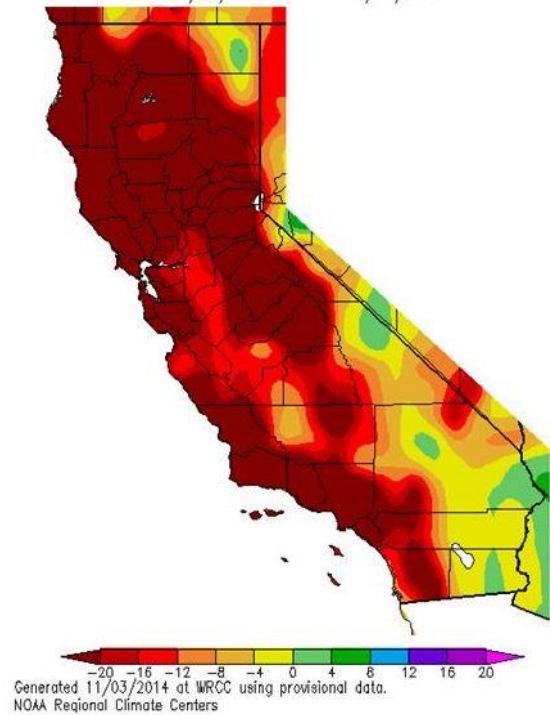 -20 -16 -12 -8 -4 0 4 8 12 16 20
Generated 11/03/2014 at WRCC using provisional data.
NOAA Regional Climate Centers